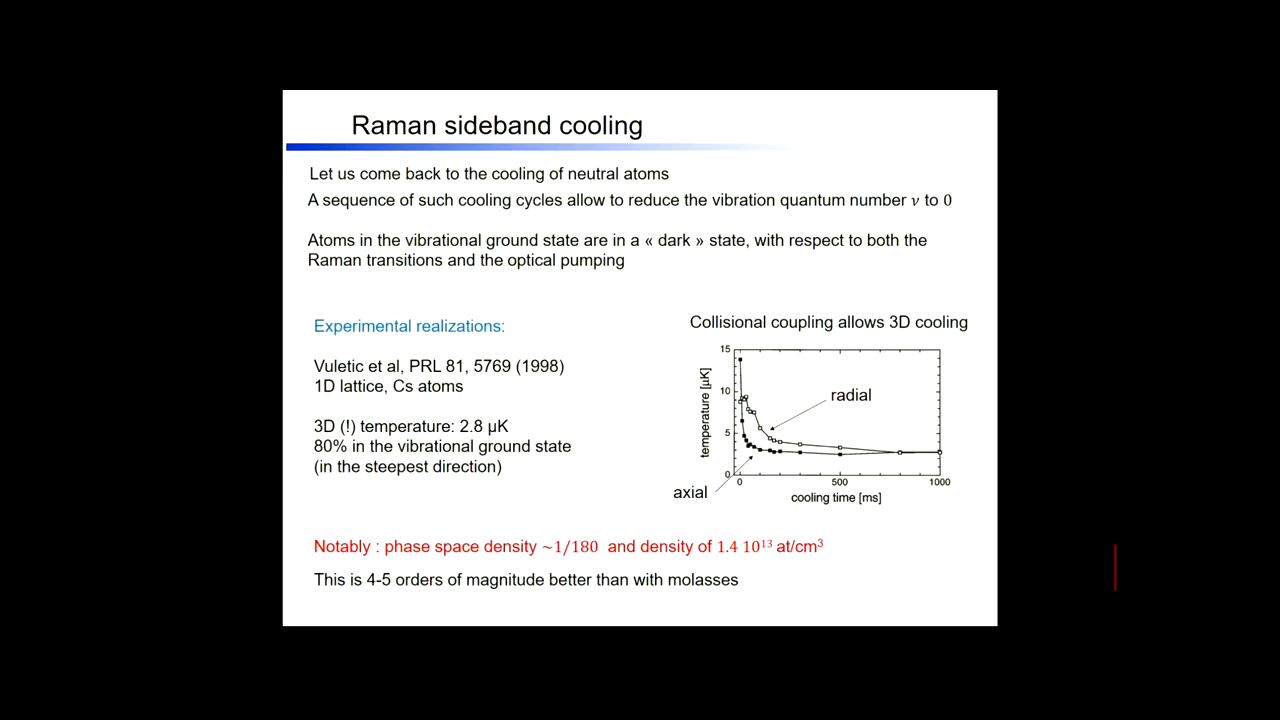 Raman sideband cooling
Let us come back to the cooling of neutral atoms
A sequence of such cooling cycles allow to reduce the vibration quantum number ν to 0
Atoms in the vibrational ground state are in a « dark » state, with respect to both the
Raman transitions and the optical pumping
Experimental realizations:
Vuletic et al, PRL 81, 5769 (1998)
1D lattice, Cs atoms
3D (!) temperature: 2.8 µK
80% in the vibrational ground state
(in the steepest direction)
Collisional coupling allows 3D cooling
15
10
5
0
temperature [µK]
radial
axial
0
500
1000
cooling time [ms]
Notably : phase space density ~1/180 and density of 1.4 10¹³ at/cm³
This is 4-5 orders of magnitude better than with molasses